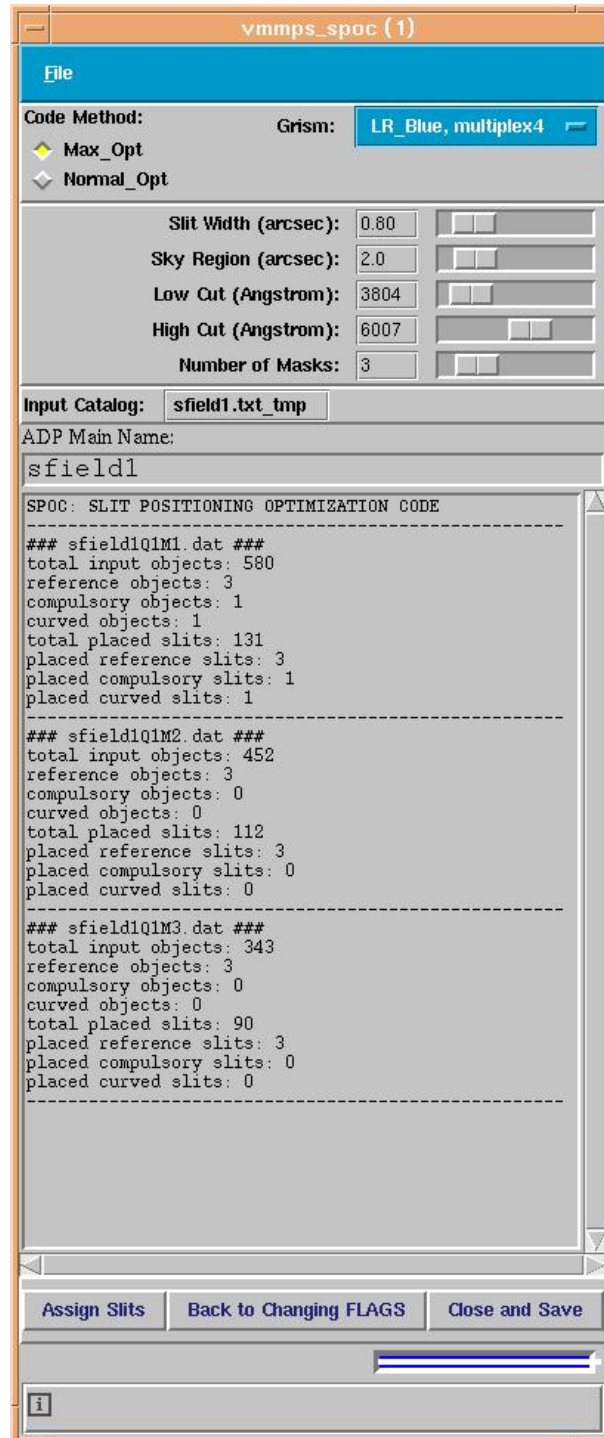 vmmps_spoc (1)
File
Code Method:
Grism: LR_Blue, multiplex4
Max_Opt
Normal_Opt
Slit Width (arcsec): 0.80
Sky Region (arcsec): 2.0
Low Cut (Angstrom): 3804
High Cut (Angstrom): 6007
Number of Masks: 3
Input Catalog: sfield1.txt_tmp
ADP Main Name:
sfield1
SPOC: SLIT POSITIONING OPTIMIZATION CODE
------------------------------------------------------
### sfield1Q1M1.dat ###
total input objects: 580
reference objects: 3
compulsory objects: 1
curved objects: 1
total placed slits: 131
placed reference slits: 3
placed compulsory slits: 1
placed curved slits: 1
------------------------------------------------------
### sfield1Q1M2.dat ###
total input objects: 452
reference objects: 3
compulsory objects: 0
curved objects: 0
total placed slits: 112
placed reference slits: 3
placed compulsory slits: 0
placed curved slits: 0
------------------------------------------------------
### sfield1Q1M3.dat ###
total input objects: 343
reference objects: 3
compulsory objects: 0
curved objects: 0
total placed slits: 90
placed reference slits: 3
placed compulsory slits: 0
placed curved slits: 0
------------------------------------------------------
Assign Slits Back to Changing FLAGS Close and Save
i